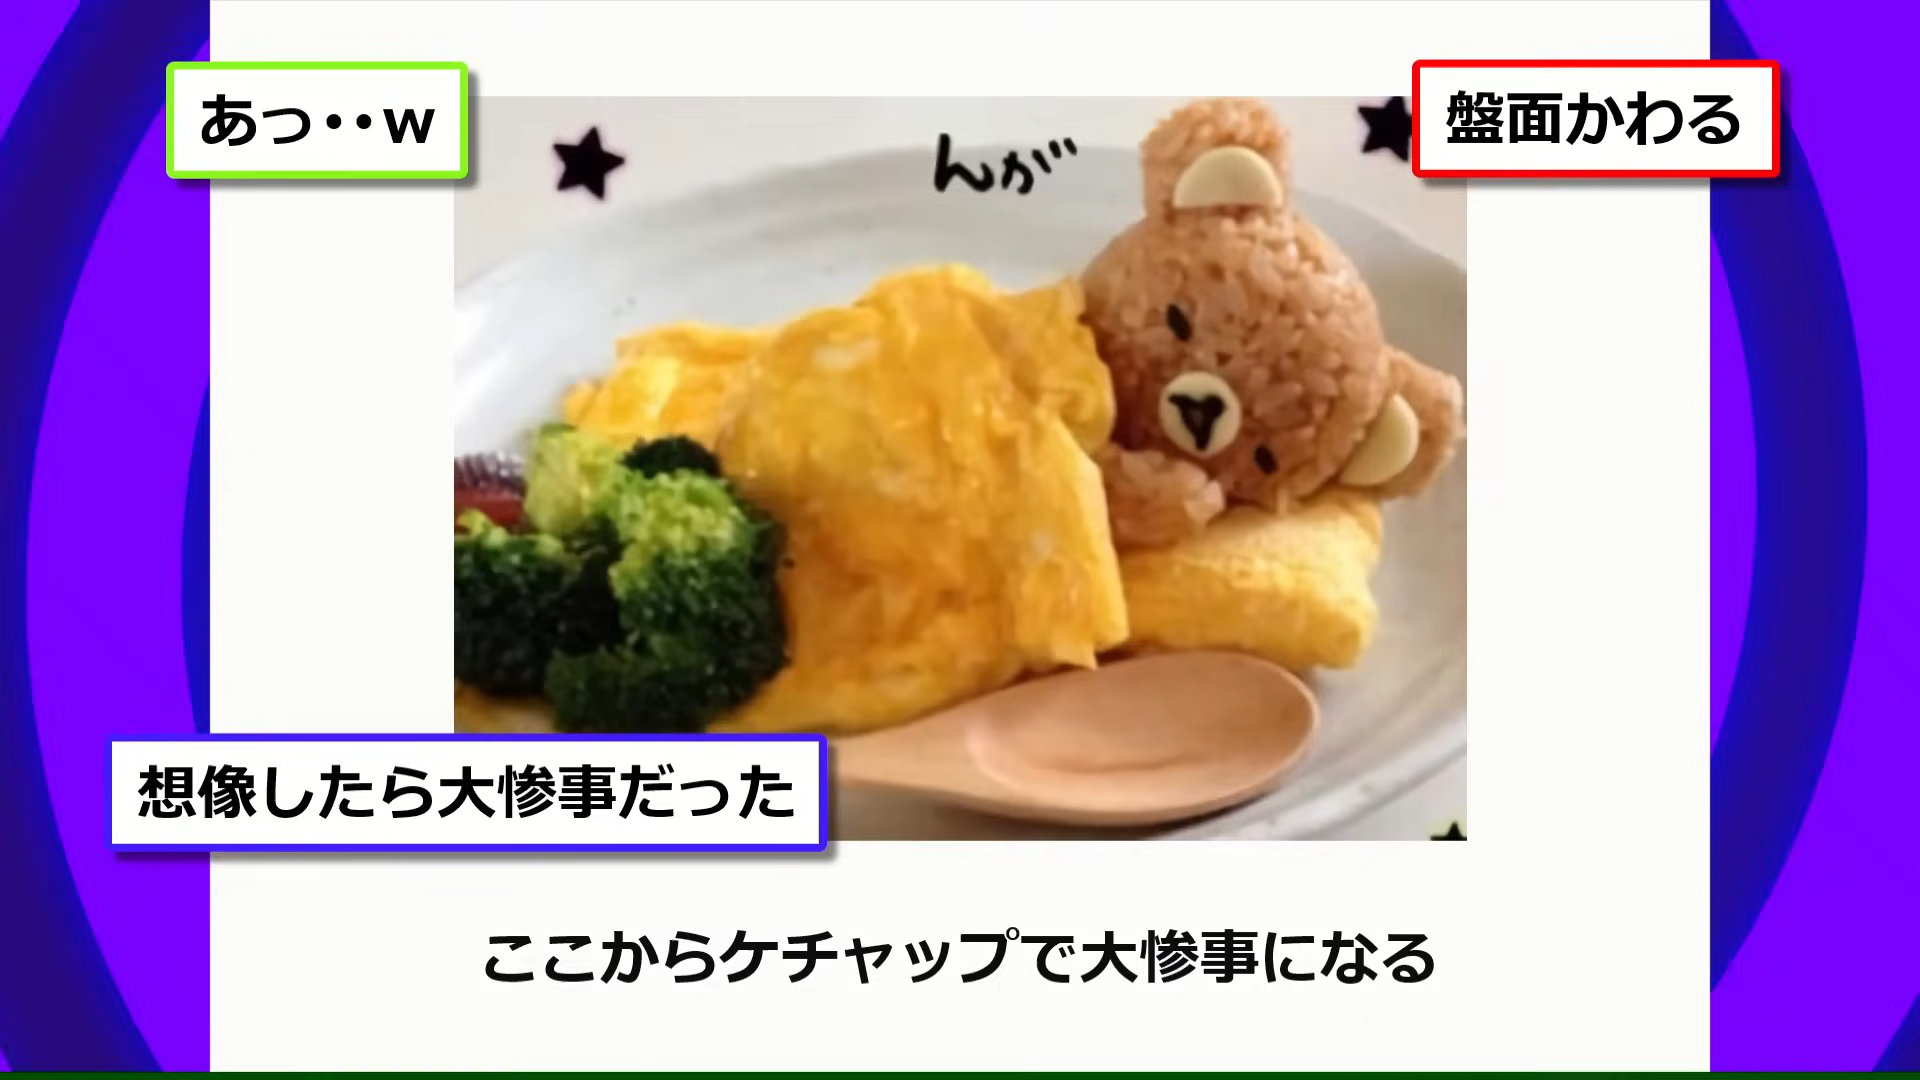 あっ・・w
盤面かわる
んが
想像したら大惨事だった
ここからケチャップで大惨事になる